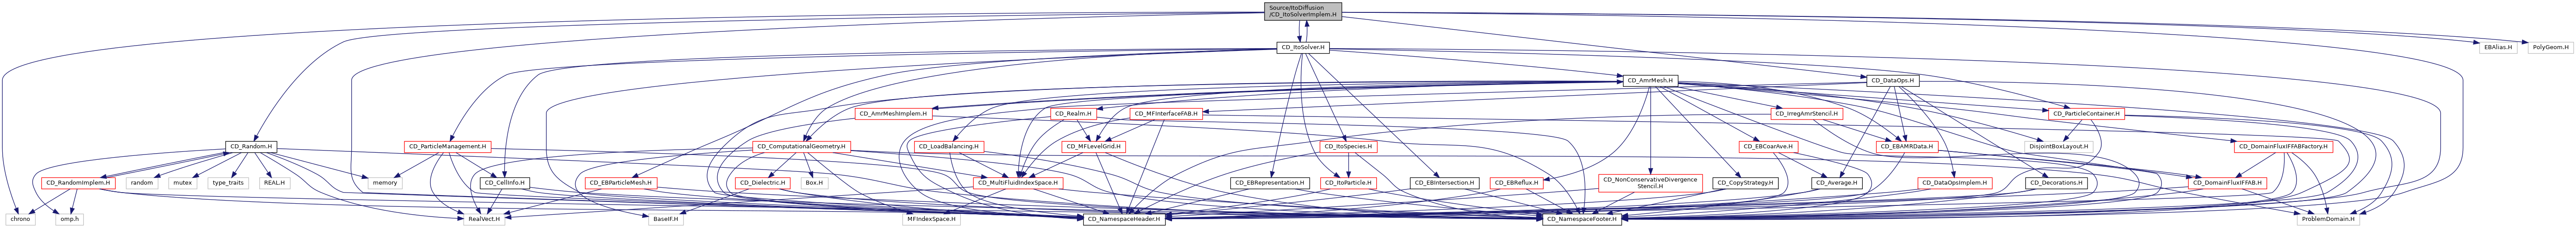 Source/ItoDiffusion
/CD_ItoSolverImplem.H
CD_ItoSolver.H
EBAlias.H
PolyGeom.H
CD_AmrMesh.H
CD_DataOps.H
CD_AmrMeshImplem.H
CD_Realm.H
CD_MFInterfaceFAB.H
CD_IrregAmrStencil.H
CD_ParticleContainer.H
CD_Random.H
CD_ParticleManagement.H
CD_ComputationalGeometry.H
CD_LoadBalancing.H
CD_MFLevelGrid.H
CD_ItoSpecies.H
CD_EBCoarAve.H
CD_EBAMRData.H
DisjointBoxLayout.H
CD_DomainFluxIFFABFactory.H
CD_RandomImplem.H
random
mutex
type_traits
REAL.H
memory
CD_CellInfo.H
CD_EBParticleMesh.H
CD_Dielectric.H
Box.H
CD_MultiFluidIndexSpace.H
CD_EBRepresentation.H
CD_ItoParticle.H
CD_EBIntersection.H
CD_EBReflux.H
CD_NonConservativeDivergence
Stencil.H
CD_CopyStrategy.H
CD_Average.H
CD_DataOpsImplem.H
CD_Decorations.H
CD_DomainFluxIFFAB.H
chrono
omp.h
RealVect.H
BaseIF.H
MFIndexSpace.H
CD_NamespaceHeader.H
CD_NamespaceFooter.H
ProblemDomain.H